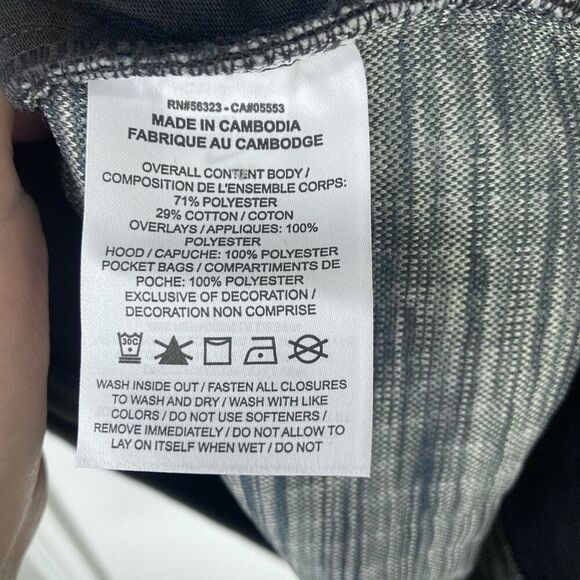 RN#56323 - CA#05553
MADE IN CAMBODIA
FABRIQUE AU CAMBODGE
OVERALL CONTENT BODY /
COMPOSITION DE L'ENSEMBLE CORPS:
71% POLYESTER
29% COTTON / COTON
OVERLAYS / APPLIQUES: 100%
POLYESTER
HOOD / CAPUCHE: 100% POLYESTER
POCKET BAGS / COMPARTIMENTS DE
POCHE: 100% POLYESTER
EXCLUSIVE OF DECORATION /
DECORATION NON COMPRISE
30C
WASH INSIDE OUT / FASTEN ALL CLOSURES
TO WASH AND DRY / WASH WITH LIKE
COLORS / DO NOT USE SOFTENERS /
REMOVE IMMEDIATELY / DO NOT ALLOW TO
LAY ON ITSELF WHEN WET / DO NOT